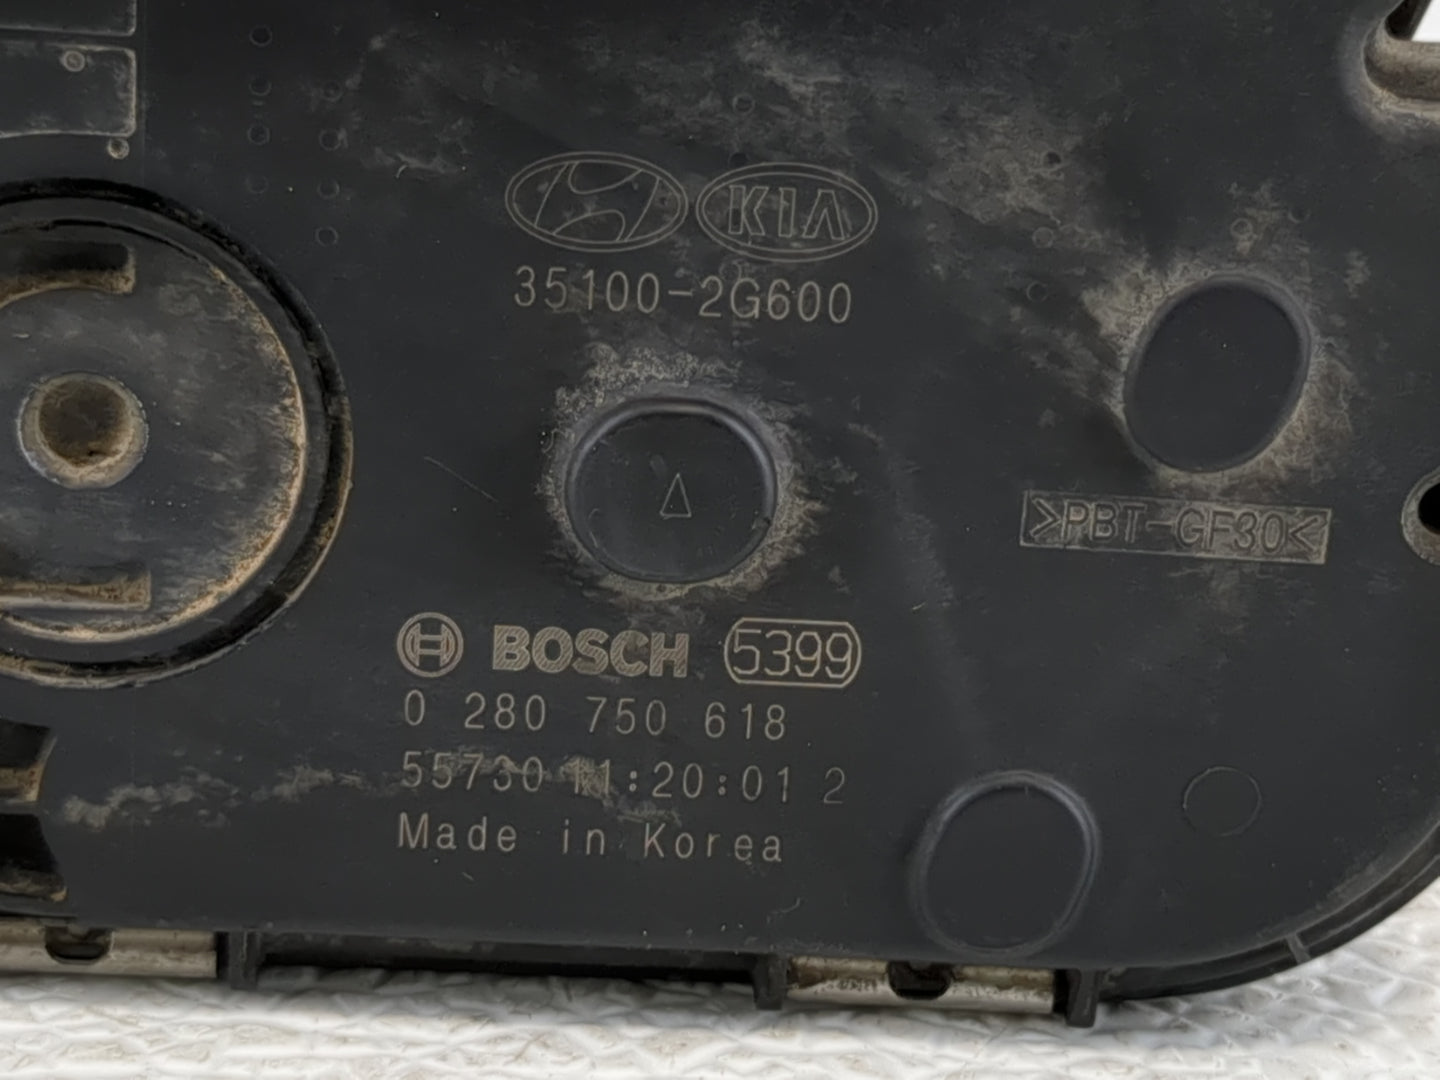 KIA
35100-2G600
>PBT-GF30<
BOSCH 5399
0 280 750 618
55730 11:20:01 2
Made in Korea